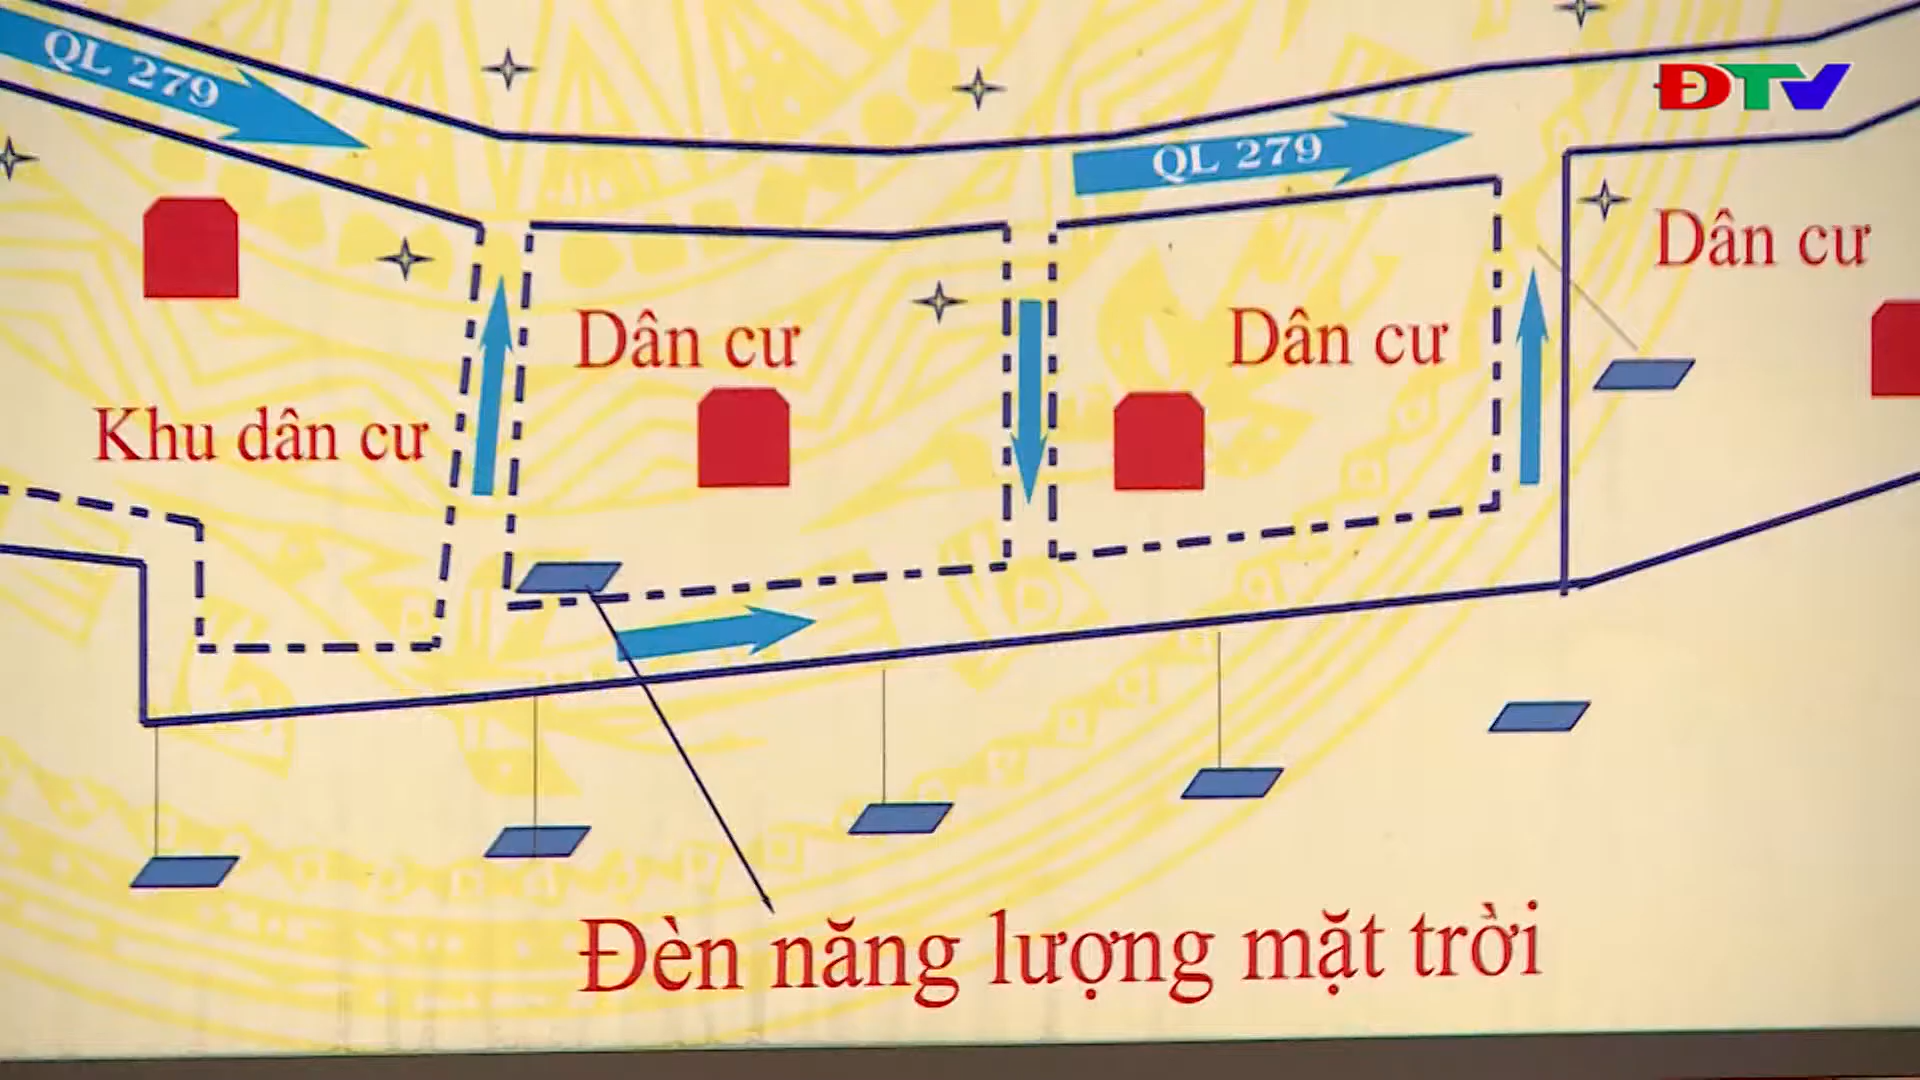 QL 279
ĐTV
QL 279
Dân cư
Dân cư
Dân cư
Khu dân cư
Đèn năng lượng mặt trời